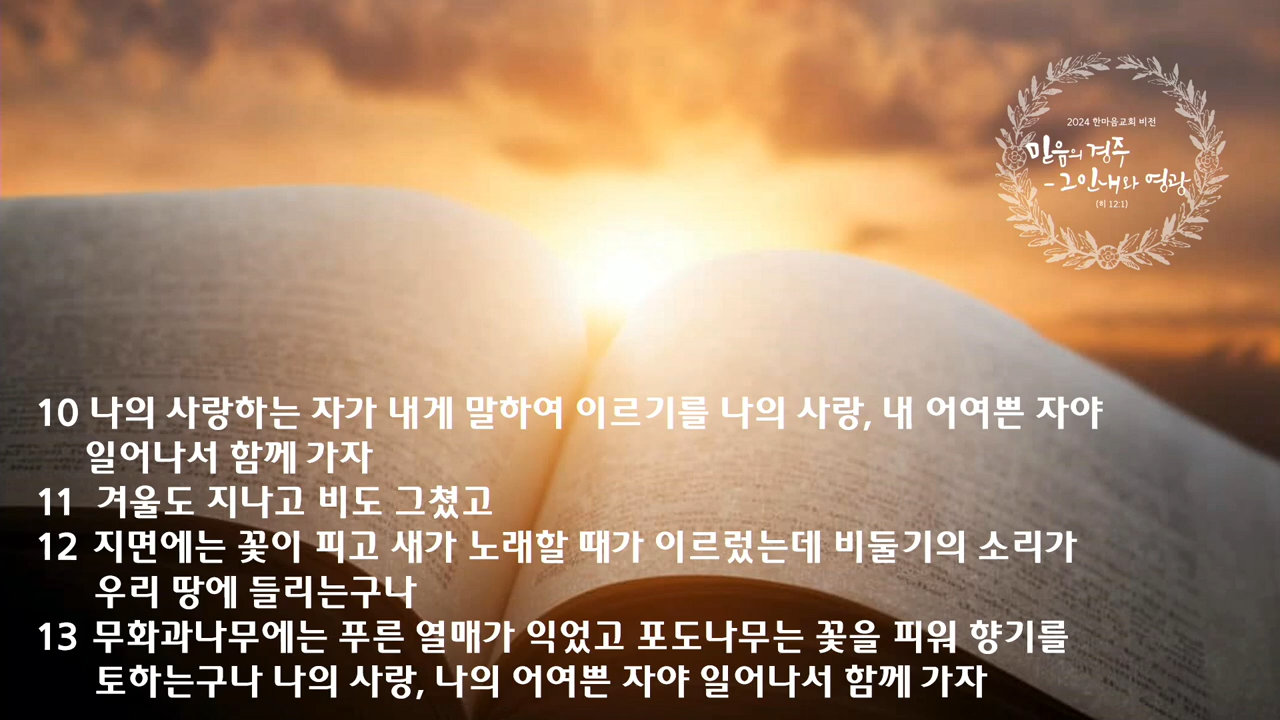 2024 한마음교회 비전
믿음의 경주
- 그 인내와 영광
(히 12:1)
10 나의 사랑하는 자가 내게 말하여 이르기를 나의 사랑, 내 어여쁜 자야
일어나서 함께 가자
11 겨울도 지나고 비도 그쳤고
12 지면에는 꽃이 피고 새가 노래할 때가 이르렀는데 비둘기의 소리가
우리 땅에 들리는구나
13 무화과나무에는 푸른 열매가 익었고 포도나무는 꽃을 피워 향기를
토하는구나 나의 사랑, 나의 어여쁜 자야 일어나서 함께 가자